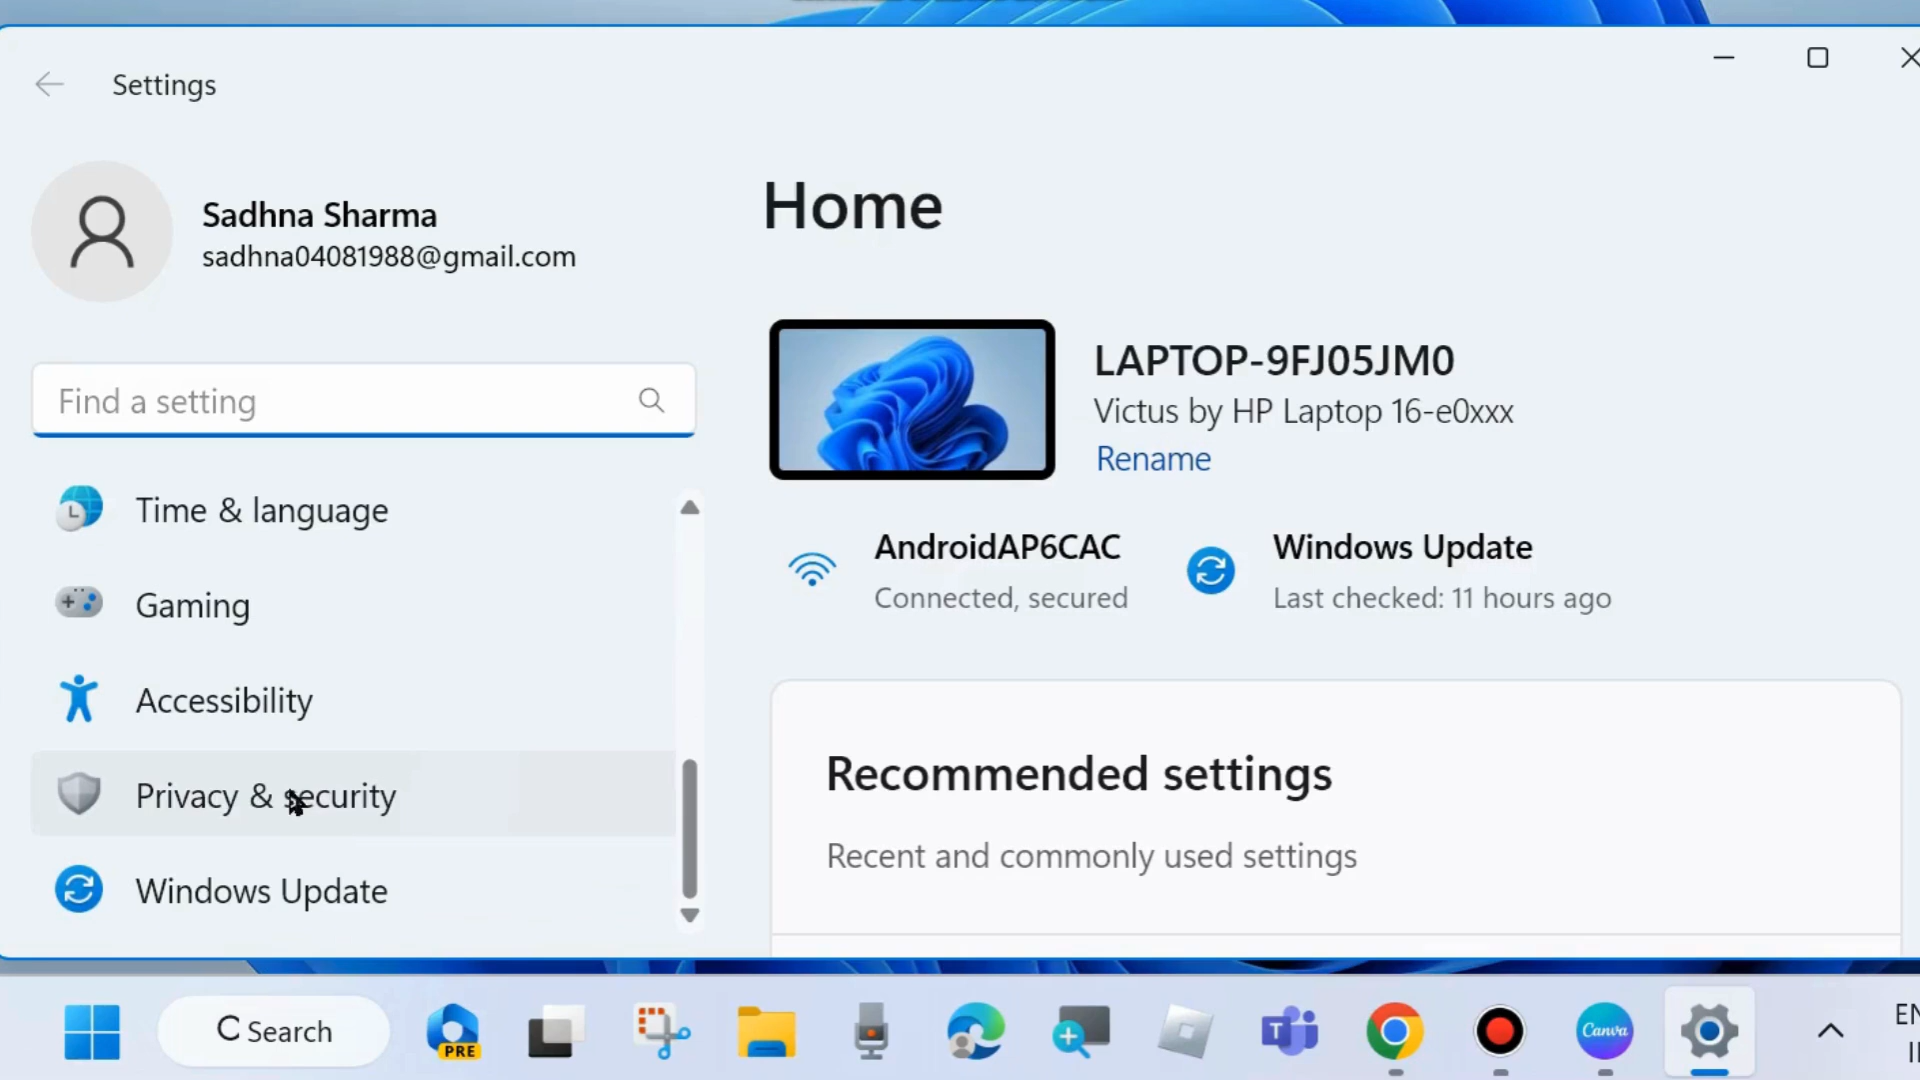 Settings
Sadhna Sharma
sadhna04081988@gmail.com
Find a setting
Time & language
Gaming
Accessibility
Privacy & security
Windows Update
Home
LAPTOP-9FJ05JM0
Victus by HP Laptop 16-e0xxx
Rename
AndroidAP6CAC
Connected, secured
Windows Update
Last checked: 11 hours ago
Recommended settings
Recent and commonly used settings
Search
PRE
T
Canva